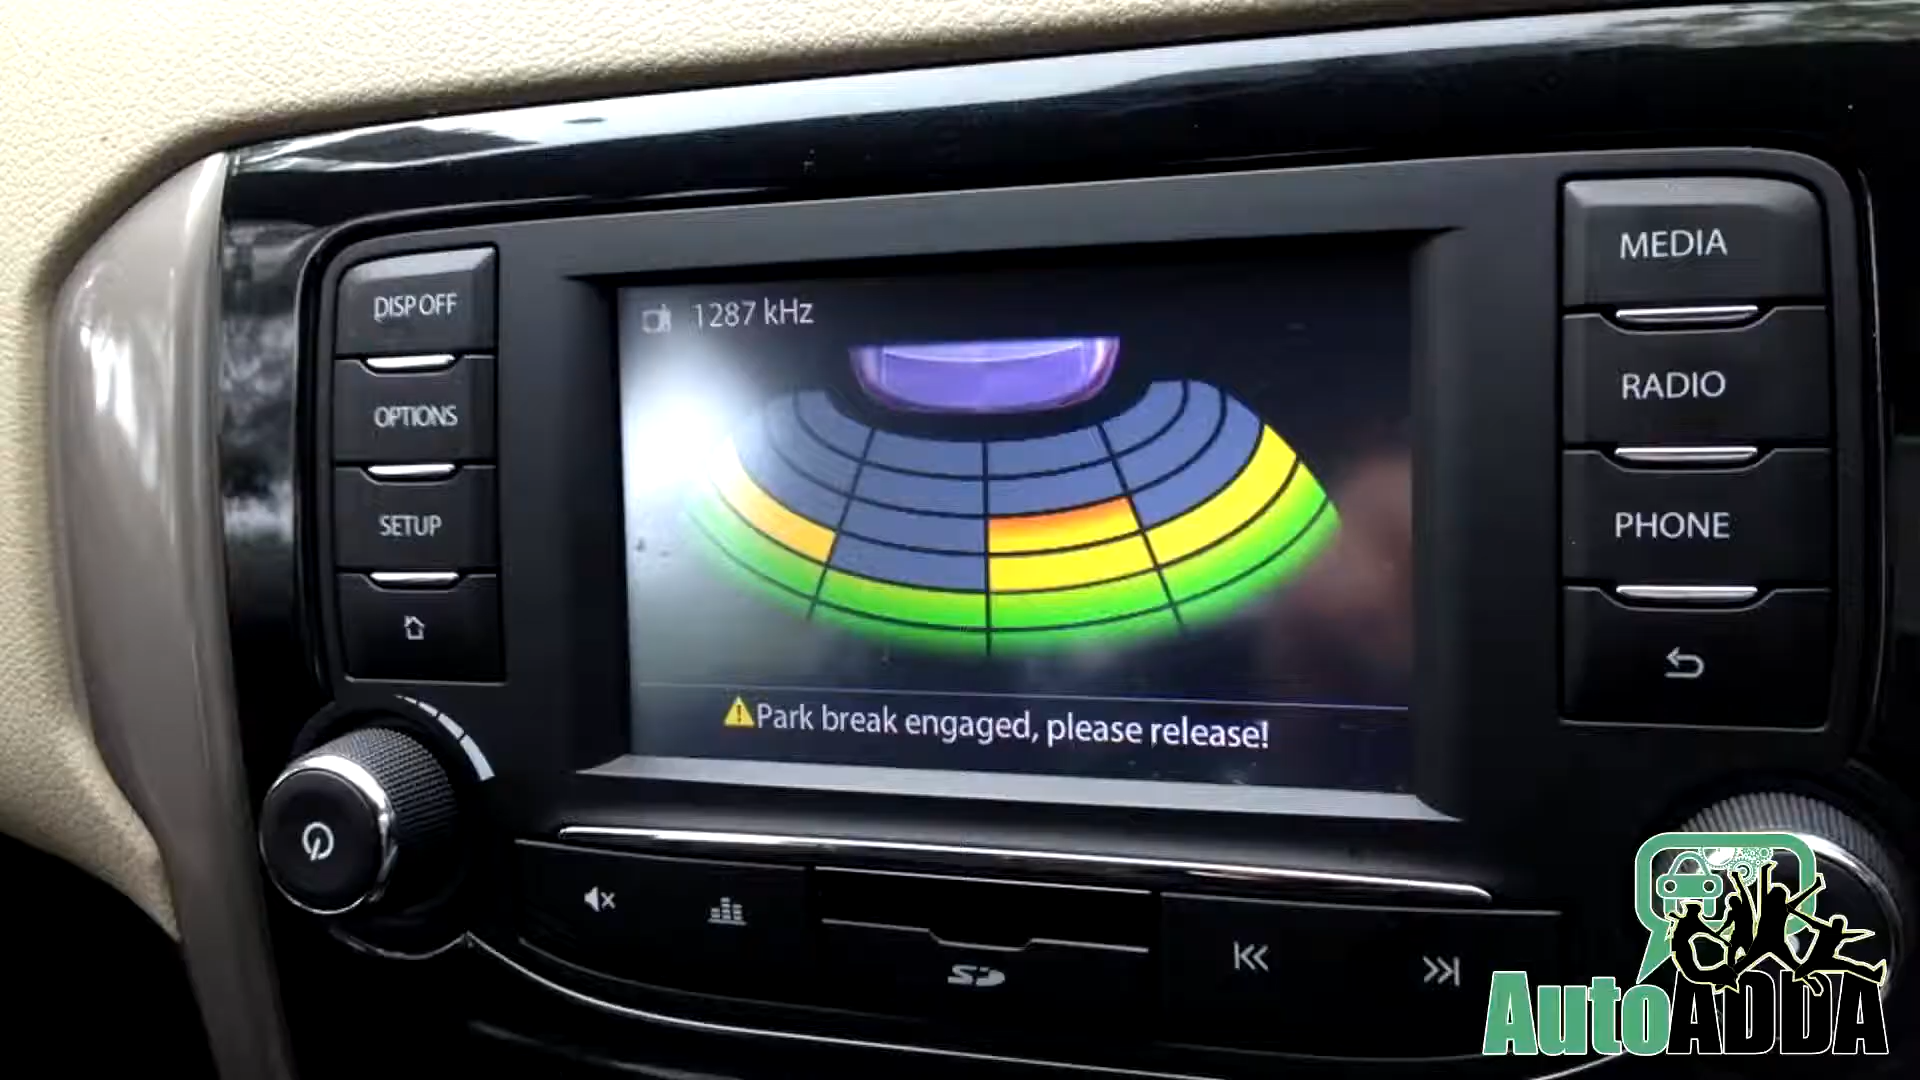 1287 kHz
DISP OFF
OPTIONS
SETUP
MEDIA
RADIO
PHONE
Park break engaged, please release!
SD
AutoADDA